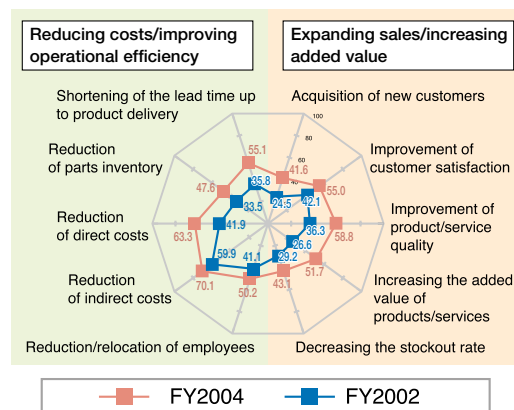 Reducing costs/improving
operational efficiency
Expanding sales/increasing
added value
Shortening of the lead time up
to product delivery
Acquisition of new customers
100
80
60
40
55.1
41.6
35.8
Reduction
of parts inventory
Improvement of
customer satisfaction
47.6
55.0
33.5
24.5
42.1
Reduction
of direct costs
Improvement of
product/service
quality
63.3
41.9
36.3
58.8
26.6
59.9
41.1
29.2
51.7
Reduction
of indirect costs
Increasing the added
value of
products/services
70.1
50.2
43.1
Reduction/relocation of employees
Decreasing the stockout rate
FY2004
FY2002